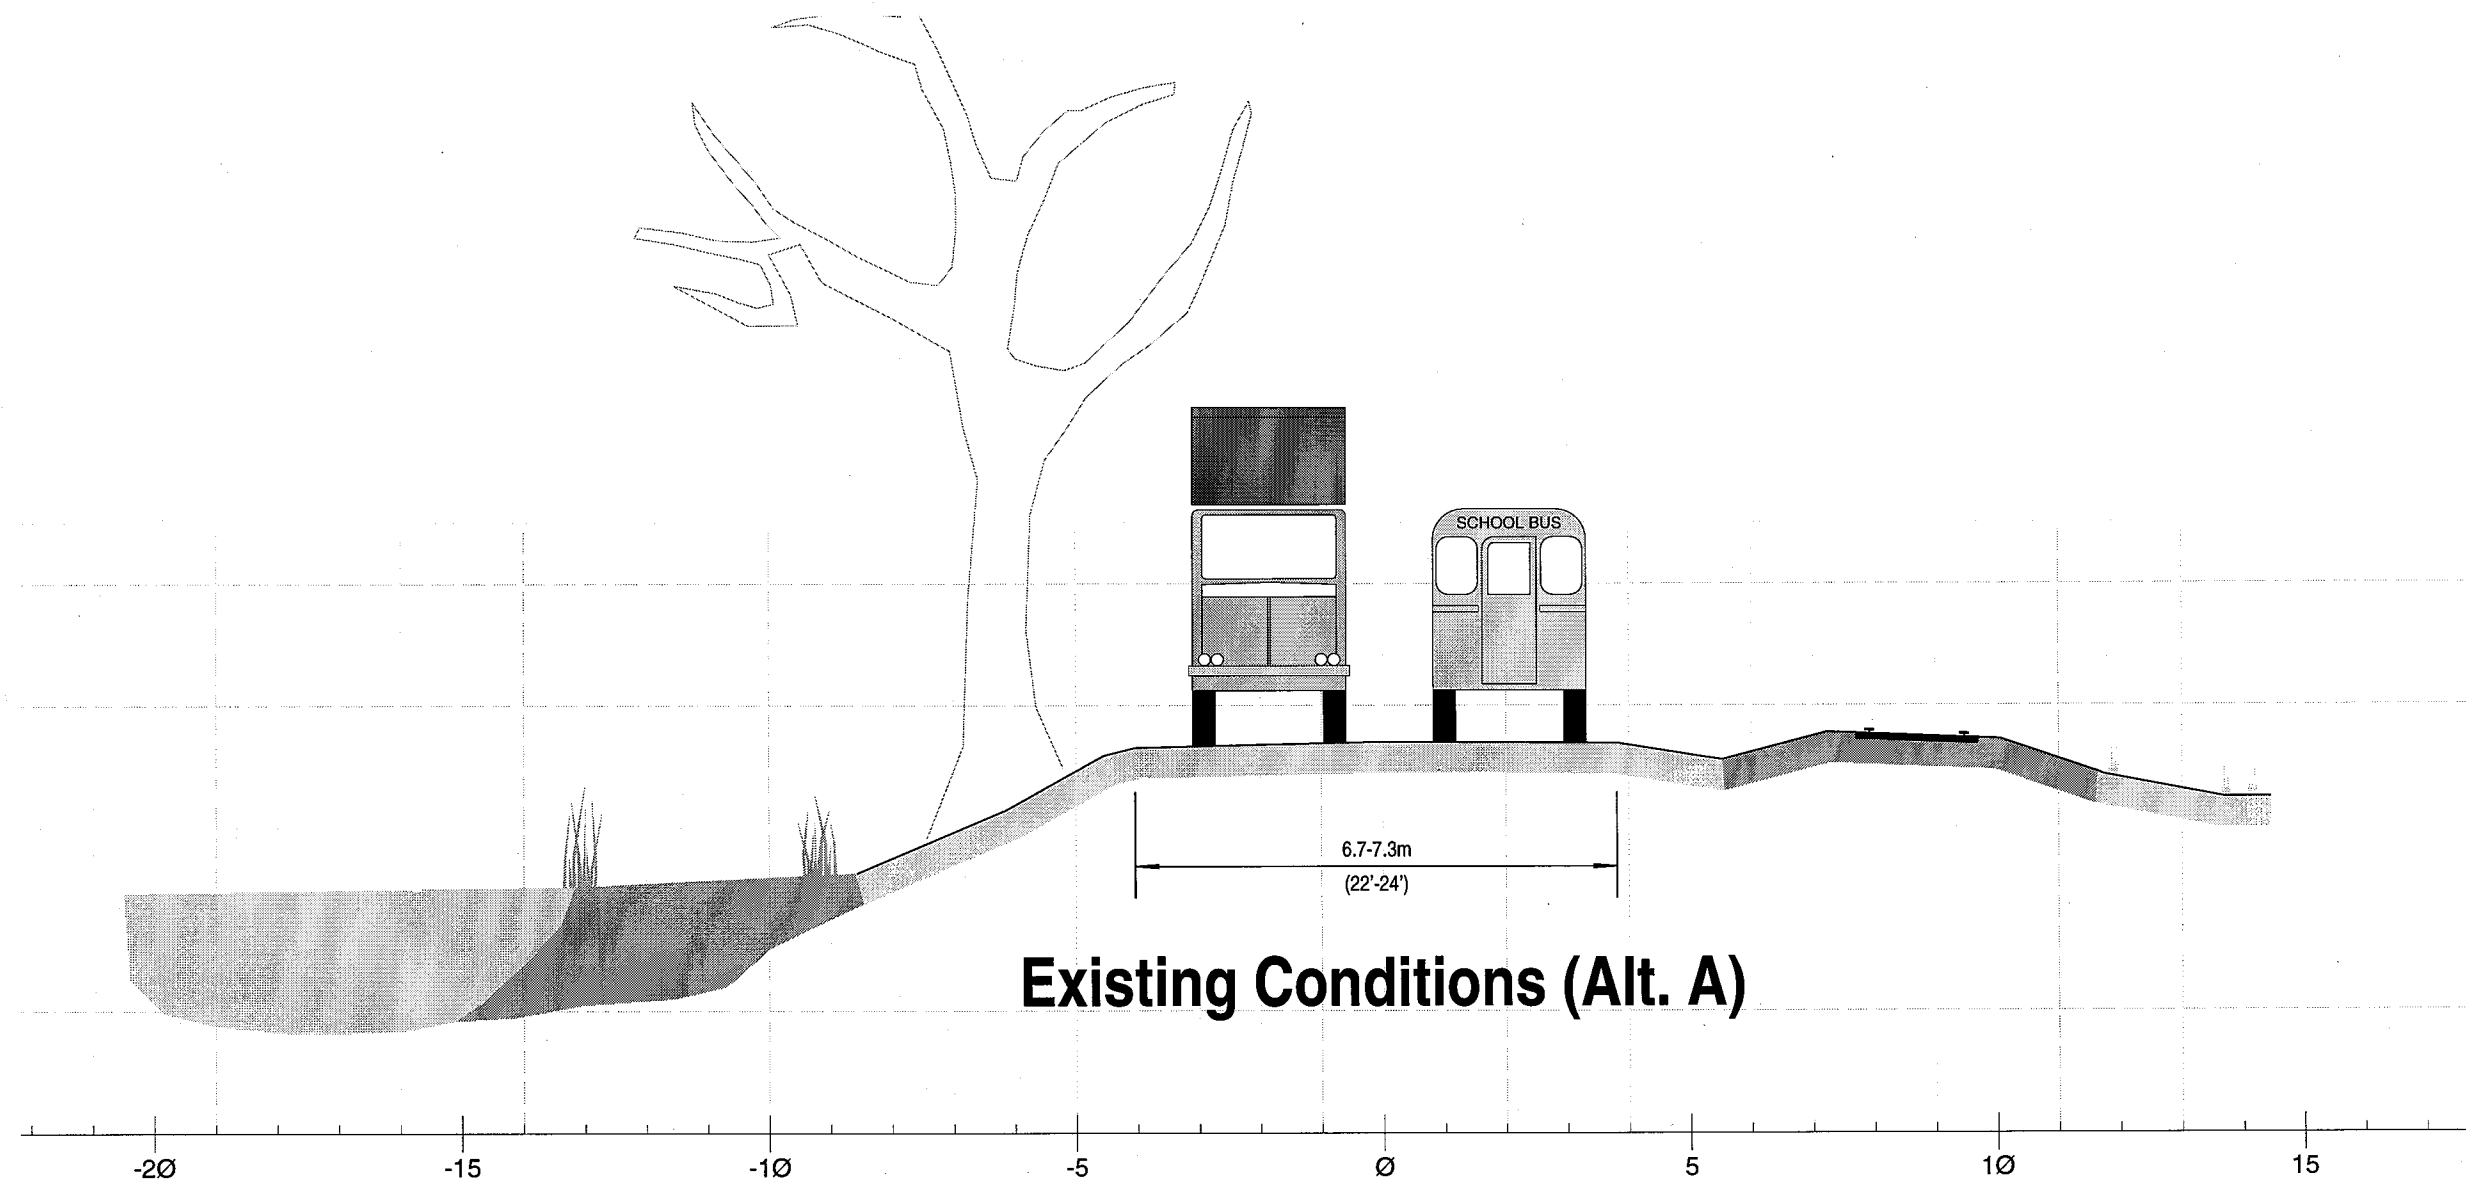 SCHOOL BUS
6.7-7.3m
(22'-24')
Existing Conditions (Alt. A)
-2Ø -15 -1Ø -5 Ø 5 1Ø 15